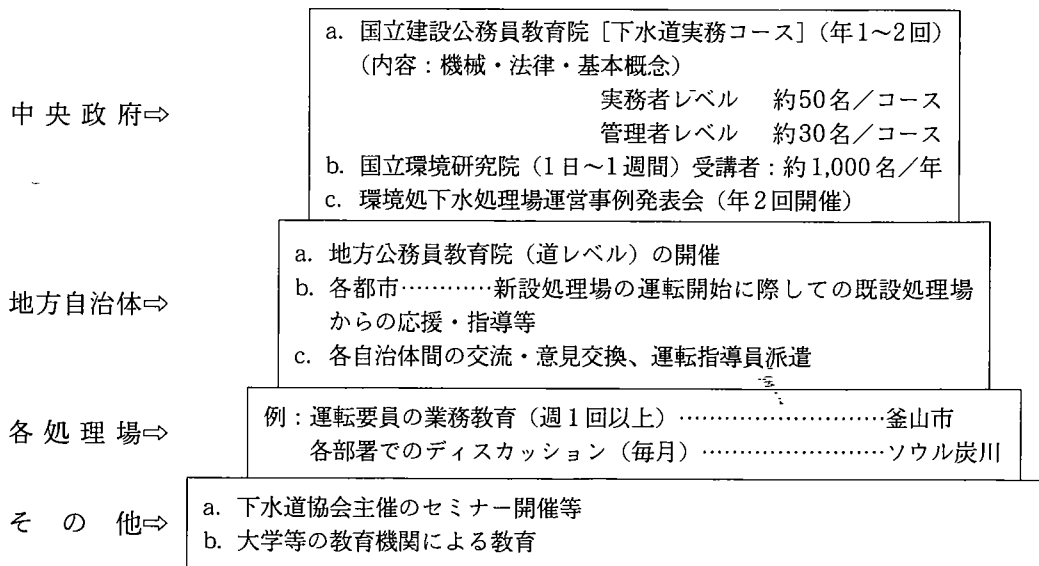 a. 国立建設公務員教育院［下水道実務コース］（年1～2回）
（内容：機械・法律・基本概念）
中央政府⇨
実務者レベル　約50名／コース
管理者レベル　約30名／コース
b. 国立環境研究院（1日～1週間）受講者：約1,000名／年
c. 環境処下水処理場運営事例発表会（年2回開催）
a. 地方公務員教育院（道レベル）の開催
地方自治体⇨
b. 各都市…………新設処理場の運転開始に際しての既設処理場
からの応援・指導等
c. 各自治体間の交流・意見交換、運転指導員派遣
各処理場⇨
例：運転要員の業務教育（週1回以上）………………………釜山市
各部署でのディスカッション（毎月）……………………ソウル炭川
その他⇨
a. 下水道協会主催のセミナー開催等
b. 大学等の教育機関による教育